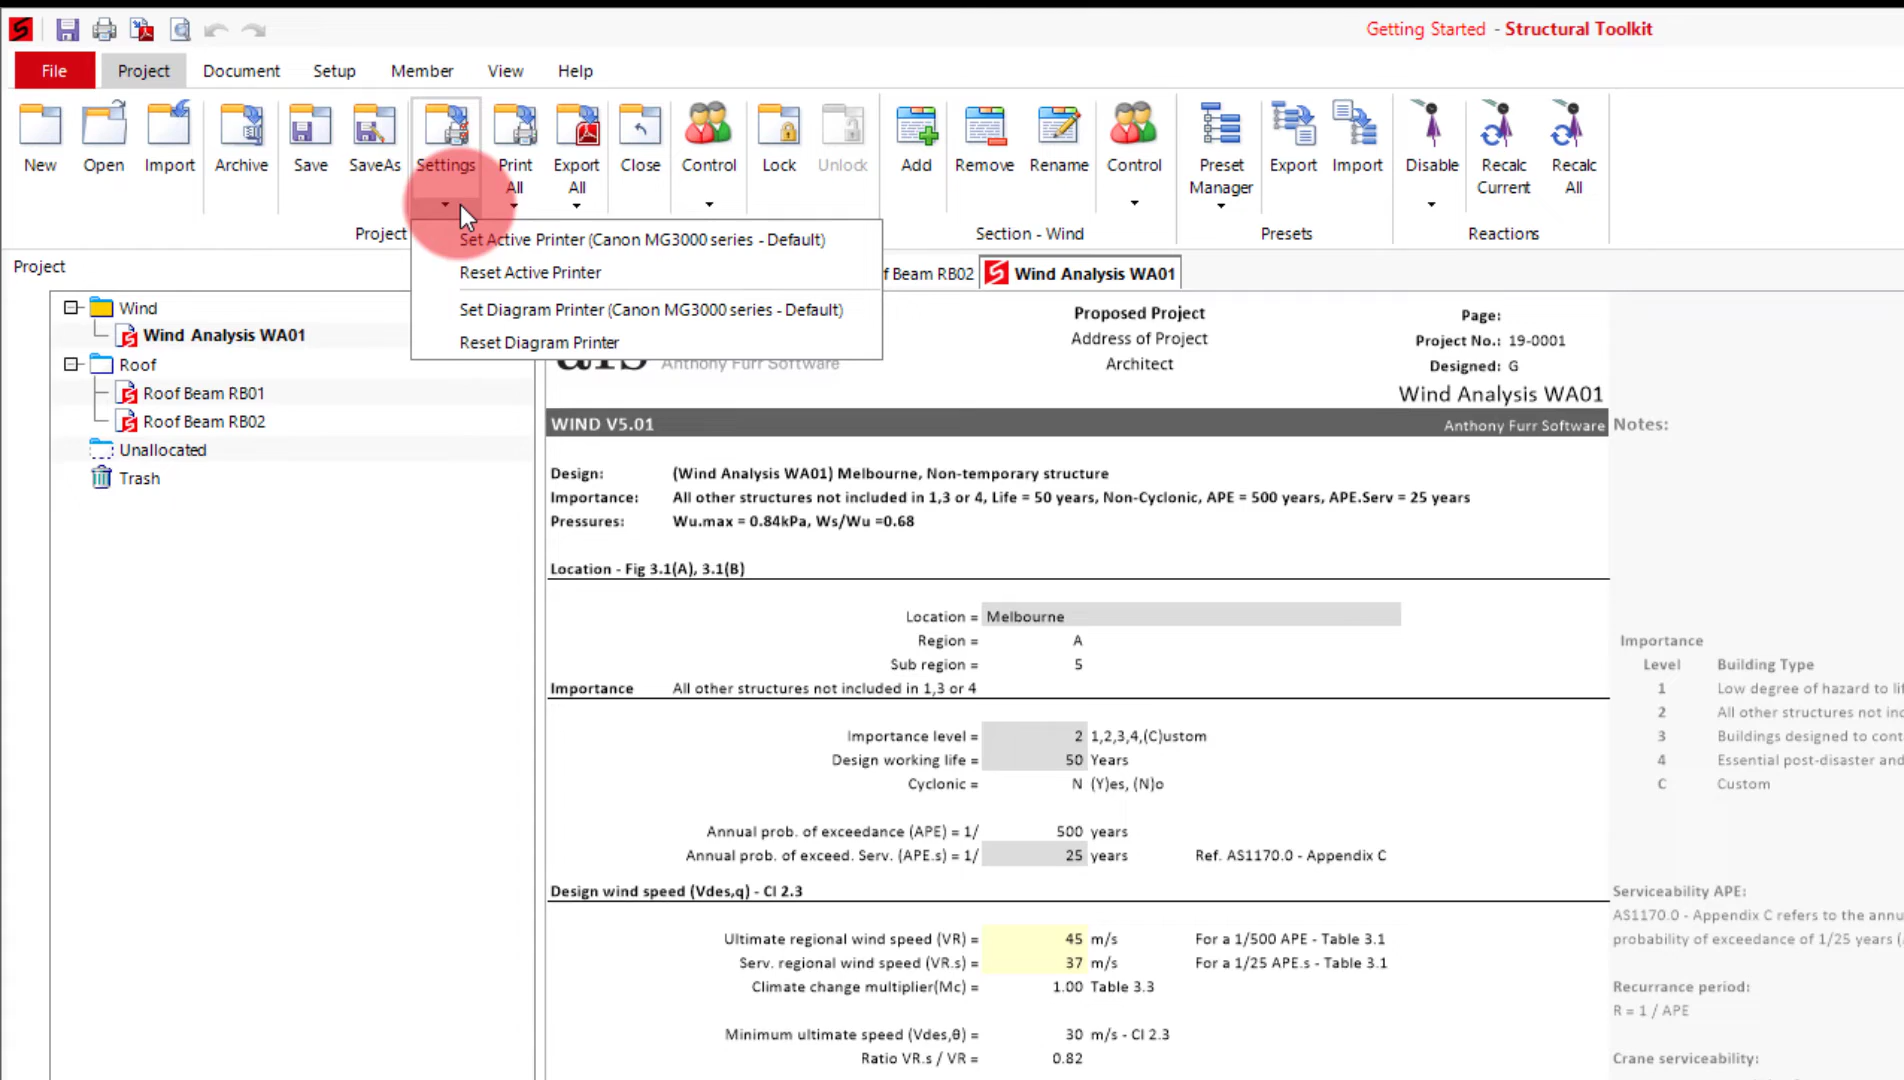 Getting Started - Structural Toolkit
File Project Document Setup Member View Help
New Open Import Archive Save SaveAs Settings Print All Export All Close Control Lock Unlock Add Remove Rename Control Preset Manager Export Import Disable Recalc Current Recalc All
Project Section - Wind Presets Reactions
Set Active Printer (Canon MG3000 series - Default)
Reset Active Printer
Set Diagram Printer (Canon MG3000 series - Default)
Reset Diagram Printer
Project
Wind
Wind Analysis WA01
Roof
Roof Beam RB01
Roof Beam RB02
Unallocated
Trash
f Beam RB02 Wind Analysis WA01
Proposed Project Page:
Address of Project Project No.: 19-0001
Anthony Furr Software Architect Designed: G
Wind Analysis WA01
WIND V5.01 Anthony Furr Software Notes:
Design: (Wind Analysis WA01) Melbourne, Non-temporary structure
Importance: All other structures not included in 1,3 or 4, Life = 50 years, Non-Cyclonic, APE = 500 years, APE.Serv = 25 years
Pressures: Wu.max = 0.84kPa, Ws/Wu =0.68
Location - Fig 3.1(A), 3.1(B)
Location = Melbourne
Region = A
Sub region = 5
Importance All other structures not included in 1,3 or 4
Importance level = 2 1,2,3,4,(C)ustom
Design working life = 50 Years
Cyclonic = N (Y)es, (N)o
Annual prob. of exceedance (APE) = 1/ 500 years
Annual prob. of exceed. Serv. (APE.s) = 1/ 25 years Ref. AS1170.0 - Appendix C
Design wind speed (Vdes,q) - Cl 2.3
Ultimate regional wind speed (VR) = 45 m/s For a 1/500 APE - Table 3.1
Serv. regional wind speed (VR.s) = 37 m/s For a 1/25 APE.s - Table 3.1
Climate change multiplier(Mc) = 1.00 Table 3.3
Minimum ultimate speed (Vdes,θ) = 30 m/s - Cl 2.3
Ratio VR.s / VR = 0.82
Importance
Level Building Type
1 Low degree of hazard to li
2 All other structures not inc
3 Buildings designed to cont
4 Essential post-disaster and
C Custom
Serviceability APE:
AS1170.0 - Appendix C refers to the annu
probability of exceedance of 1/25 years (
Recurrance period:
R = 1 / APE
Crane serviceability: